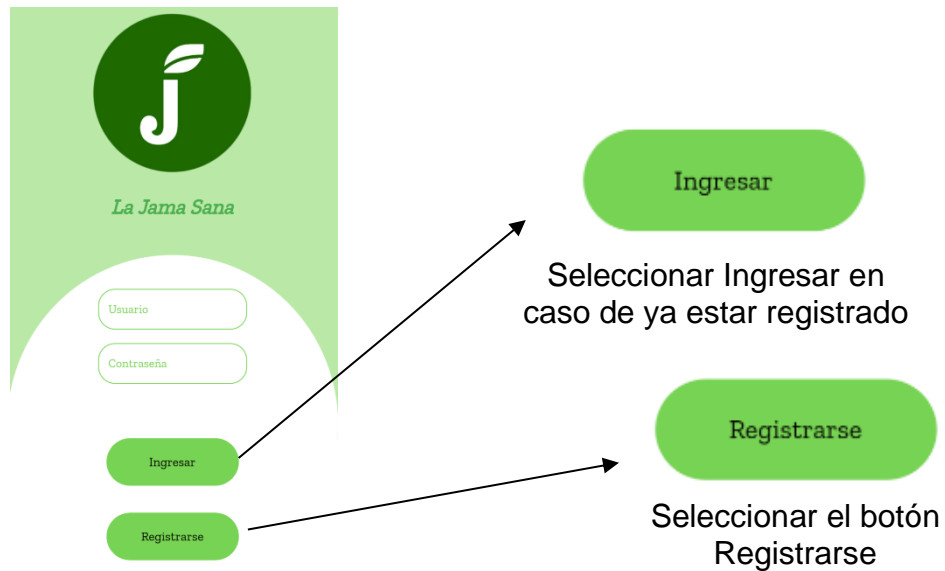 J
La Jama Sana
Usuario
Contraseña
Ingresar
Registrarse
Ingresar
Seleccionar Ingresar en
caso de ya estar registrado
Registrarse
Seleccionar el botón
Registrarse